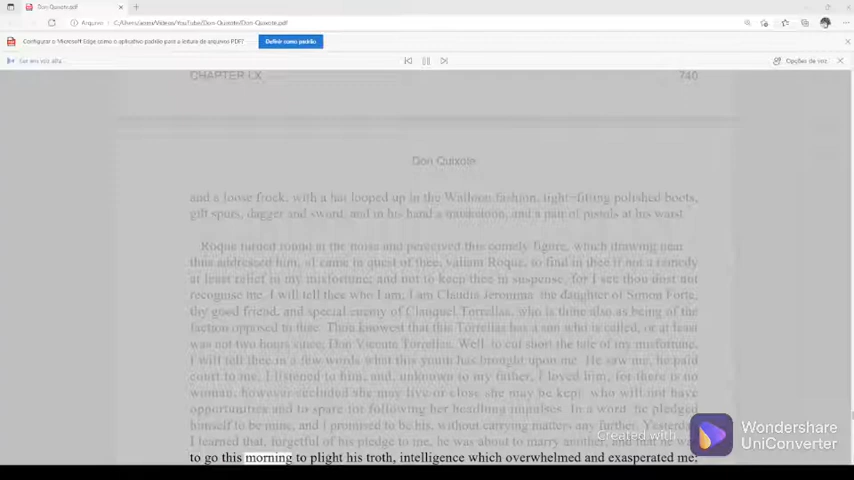 Don Quixote.pdf
Arquivo C:/Users/asses/Videos/YouTube/Don-Quixote/Don-Quixote.pdf
Configurar o Microsoft Edge como o aplicativo padrão para a leitura de arquivos PDF? Definir como padrão
Ler em voz alta Opções de voz
CHAPTER LX 740
Don Quixote
and a loose frock, with a hat looped up in the Walloon fashion, tight-fitting polished boots,
gilt spurs, dagger and sword, and in his hand a musketoon, and a pair of pistols at his waist.
Roque turned round at the noise and perceived this comely figure, which drawing near
thus addressed him, "I came in quest of thee, valiant Roque, to find in thee if not a remedy
at least relief in my misfortune; and not to keep thee in suspense, for I see thou dost not
recognise me, I will tell thee who I am; I am Claudia Jeronima, the daughter of Simon Forte,
thy good friend, and special enemy of Clauquel Torrellas, who is thine also as being of the
faction opposed to thee. Thou knowest that this Torrellas has a son who is called, or at least
was not two hours since, Don Vicente Torrellas. Well, to cut short the tale of my misfortune,
I will tell thee in a few words what this youth has brought upon me. He saw me, he paid
court to me, I listened to him, and, unknown to my father, I loved him; for there is no
woman, however secluded she may live or close she may be kept, who will not have
opportunities and to spare for following her headlong impulses. In a word, he pledged
himself to be mine, and I promised to be his, without carrying matters any further. Yesterday
I learned that, forgetful of his pledge to me, he was about to marry another, and that he was
to go this morning to plight his troth, intelligence which overwhelmed and exasperated me;
Created with Wondershare
UniConverter